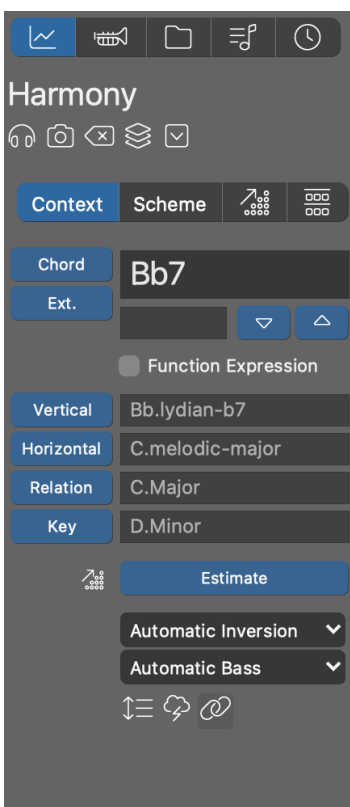 Harmony
Context Scheme
Chord Bb7
Ext.
Function Expression
Vertical Bb.lydian-b7
Horizontal C.melodic-major
Relation C.Major
Key D.Minor
Estimate
Automatic Inversion
Automatic Bass